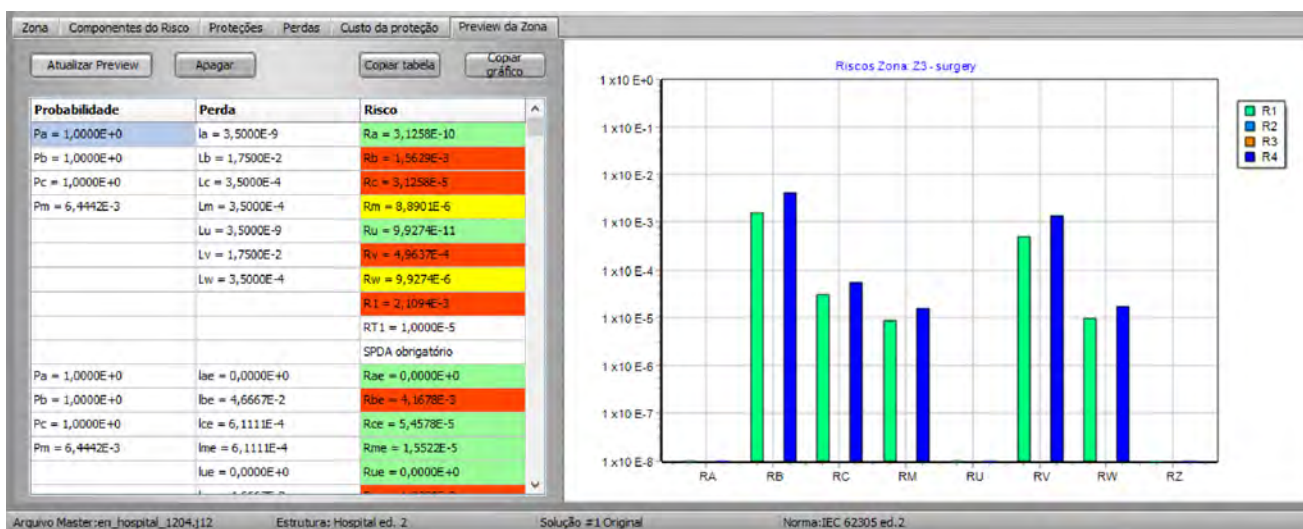 Zona Componentes do Risco Proteções Perdas Custo da proteção Preview da Zona
Atualizar Preview Apagar Copiar tabela Copiar gráfico
Probabilidade Perda Risco
Pa = 1,0000E+0 Ia = 3,5000E-9 Ra = 3,1258E-10
Pb = 1,0000E+0 Lb = 1,7500E-2 Rb = 1,5629E-3
Pc = 1,0000E+0 Lc = 3,5000E-4 Rc = 3,1258E-5
Pm = 6,4442E-3 Lm = 3,5000E-4 Rm = 8,8901E-6
Lu = 3,5000E-9 Ru = 9,9274E-11
Lv = 1,7500E-2 Rv = 4,9637E-4
Lw = 3,5000E-4 Rw = 9,9274E-6
R1 = 2,1094E-3
RT1 = 1,0000E-5
SPDA obrigatório
Pa = 1,0000E+0 Iae = 0,0000E+0 Rae = 0,0000E+0
Pb = 1,0000E+0 Ibe = 4,6667E-2 Rbe = 4,1678E-3
Pc = 1,0000E+0 Ice = 6,1111E-4 Rce = 5,4578E-5
Pm = 6,4442E-3 Ime = 6,1111E-4 Rme = 1,5522E-5
Iue = 0,0000E+0 Rue = 0,0000E+0
Riscos Zona: Z3 - surgery
1 x10 E+0
1 x10 E-1
1 x10 E-2
1 x10 E-3
1 x10 E-4
1 x10 E-5
1 x10 E-6
1 x10 E-7
1 x10 E-8
RA RB RC RM RU RV RW RZ
R1
R2
R3
R4
Arquivo Master:en_hospital_1204.j12 Estrutura: Hospital ed. 2 Solução #1 Original Norma:IEC 62305 ed.2